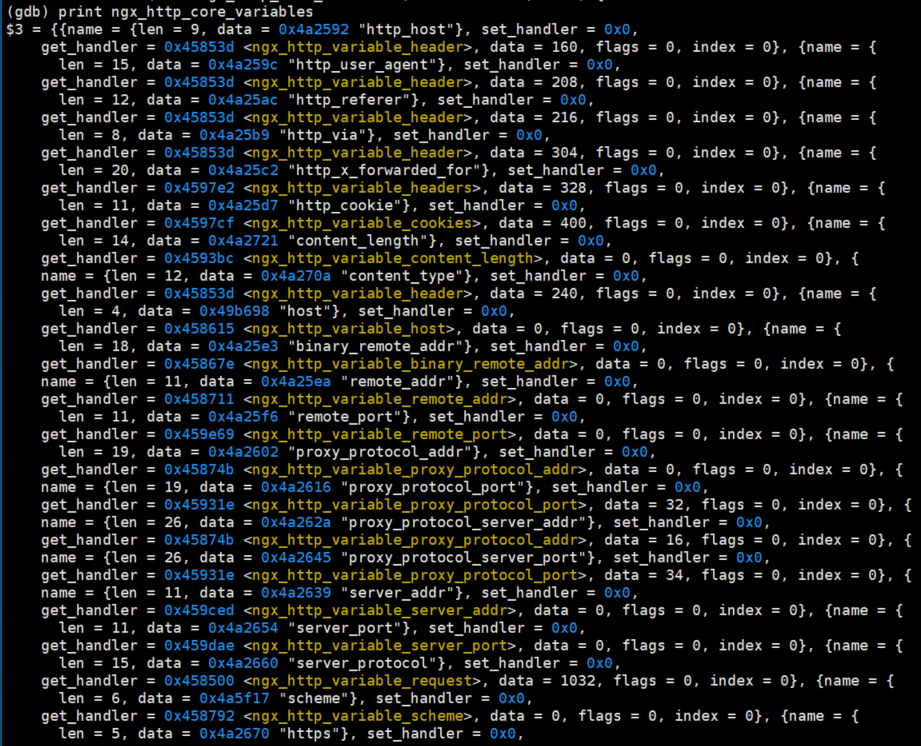 (gdb) print ngx_http_core_variables
$3 = {{name = {len = 9, data = 0x4a2592 "http_host"}, set_handler = 0x0,
get_handler = 0x45853d <ngx_http_variable_header>, data = 160, flags = 0, index = 0}, {name = {
len = 15, data = 0x4a259c "http_user_agent"}, set_handler = 0x0,
get_handler = 0x45853d <ngx_http_variable_header>, data = 208, flags = 0, index = 0}, {name = {
len = 12, data = 0x4a25ac "http_referer"}, set_handler = 0x0,
get_handler = 0x45853d <ngx_http_variable_header>, data = 216, flags = 0, index = 0}, {name = {
len = 8, data = 0x4a25b9 "http_via"}, set_handler = 0x0,
get_handler = 0x45853d <ngx_http_variable_header>, data = 304, flags = 0, index = 0}, {name = {
len = 20, data = 0x4a25c2 "http_x_forwarded_for"}, set_handler = 0x0,
get_handler = 0x4597e2 <ngx_http_variable_headers>, data = 328, flags = 0, index = 0}, {name = {
len = 11, data = 0x4a25d7 "http_cookie"}, set_handler = 0x0,
get_handler = 0x4597cf <ngx_http_variable_cookies>, data = 400, flags = 0, index = 0}, {name = {
len = 14, data = 0x4a2721 "content_length"}, set_handler = 0x0,
get_handler = 0x4593bc <ngx_http_variable_content_length>, data = 0, flags = 0, index = 0}, {
name = {len = 12, data = 0x4a270a "content_type"}, set_handler = 0x0,
get_handler = 0x45853d <ngx_http_variable_header>, data = 240, flags = 0, index = 0}, {name = {
len = 4, data = 0x49b698 "host"}, set_handler = 0x0,
get_handler = 0x458615 <ngx_http_variable_host>, data = 0, flags = 0, index = 0}, {name = {
len = 18, data = 0x4a25e3 "binary_remote_addr"}, set_handler = 0x0,
get_handler = 0x45867e <ngx_http_variable_binary_remote_addr>, data = 0, flags = 0, index = 0}, {
name = {len = 11, data = 0x4a25ea "remote_addr"}, set_handler = 0x0,
get_handler = 0x458711 <ngx_http_variable_remote_addr>, data = 0, flags = 0, index = 0}, {name = {
len = 11, data = 0x4a25f6 "remote_port"}, set_handler = 0x0,
get_handler = 0x459e69 <ngx_http_variable_remote_port>, data = 0, flags = 0, index = 0}, {name = {
len = 19, data = 0x4a2602 "proxy_protocol_addr"}, set_handler = 0x0,
get_handler = 0x45874b <ngx_http_variable_proxy_protocol_addr>, data = 0, flags = 0, index = 0}, {
name = {len = 19, data = 0x4a2616 "proxy_protocol_port"}, set_handler = 0x0,
get_handler = 0x45931e <ngx_http_variable_proxy_protocol_port>, data = 32, flags = 0, index = 0}, {
name = {len = 26, data = 0x4a262a "proxy_protocol_server_addr"}, set_handler = 0x0,
get_handler = 0x45874b <ngx_http_variable_proxy_protocol_addr>, data = 16, flags = 0, index = 0}, {
name = {len = 26, data = 0x4a2645 "proxy_protocol_server_port"}, set_handler = 0x0,
get_handler = 0x45931e <ngx_http_variable_proxy_protocol_port>, data = 34, flags = 0, index = 0}, {
name = {len = 11, data = 0x4a2639 "server_addr"}, set_handler = 0x0,
get_handler = 0x459ced <ngx_http_variable_server_addr>, data = 0, flags = 0, index = 0}, {name = {
len = 11, data = 0x4a2654 "server_port"}, set_handler = 0x0,
get_handler = 0x459dae <ngx_http_variable_server_port>, data = 0, flags = 0, index = 0}, {name = {
len = 15, data = 0x4a2660 "server_protocol"}, set_handler = 0x0,
get_handler = 0x458500 <ngx_http_variable_request>, data = 1032, flags = 0, index = 0}, {name = {
len = 6, data = 0x4a5f17 "scheme"}, set_handler = 0x0,
get_handler = 0x458792 <ngx_http_variable_scheme>, data = 0, flags = 0, index = 0}, {name = {
len = 5, data = 0x4a2670 "https"}, set_handler = 0x0,